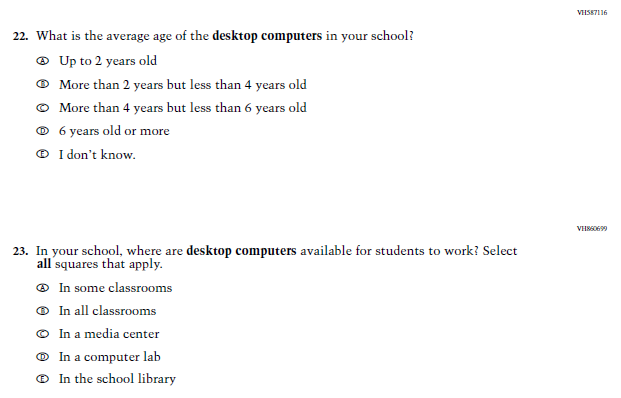 VH587116
22. What is the average age of the desktop computers in your school?
Ⓐ Up to 2 years old
Ⓑ More than 2 years but less than 4 years old
Ⓒ More than 4 years but less than 6 years old
Ⓓ 6 years old or more
Ⓔ I don't know.
VH860699
23. In your school, where are desktop computers available for students to work? Select
all squares that apply.
Ⓐ In some classrooms
Ⓑ In all classrooms
Ⓒ In a media center
Ⓓ In a computer lab
Ⓔ In the school library